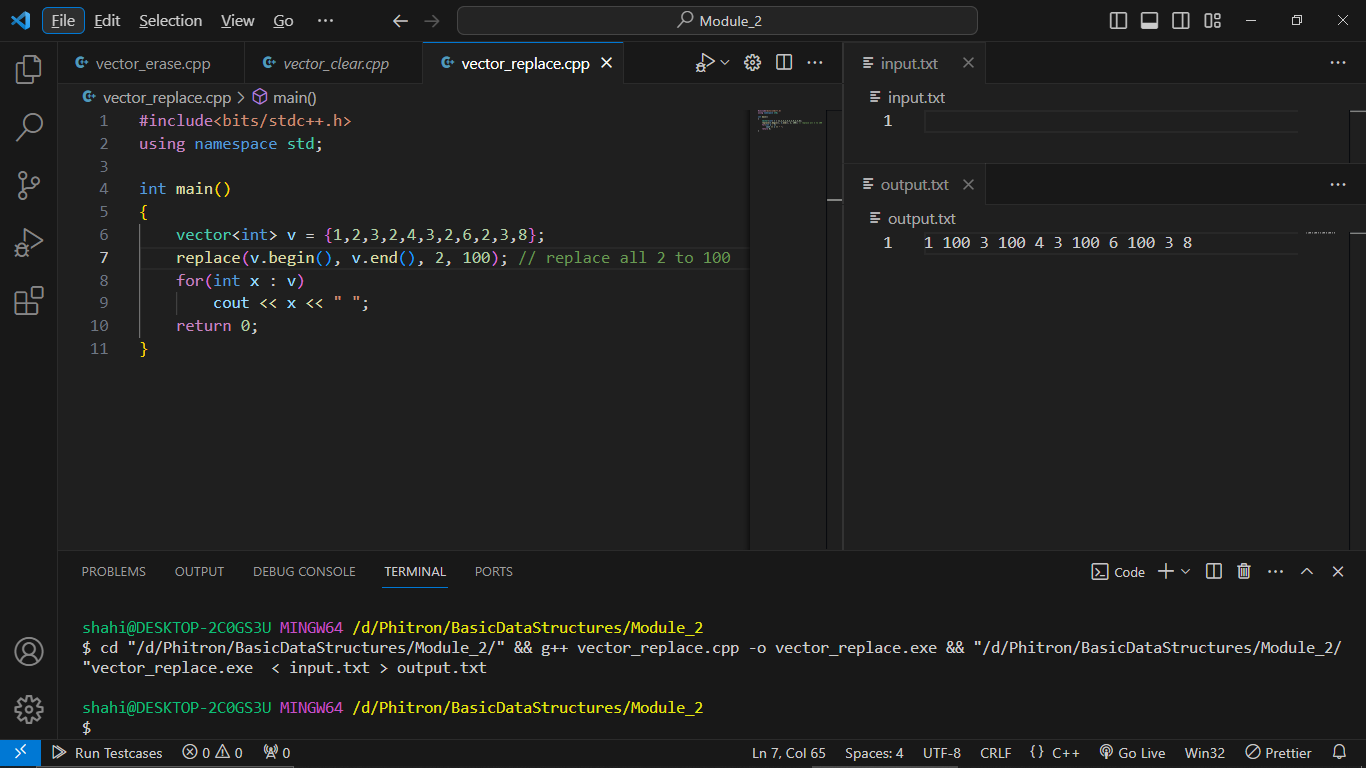 File Edit Selection View Go ··· Module_2
vector_erase.cpp vector_clear.cpp vector_replace.cpp
vector_replace.cpp > main()
1 #include<bits/stdc++.h>
2 using namespace std;
3
4 int main()
5 {
6 vector<int> v = {1,2,3,2,4,3,2,6,2,3,8};
7 replace(v.begin(), v.end(), 2, 100); // replace all 2 to 100
8 for(int x : v)
9 cout << x << " ";
10 return 0;
11 }
input.txt
input.txt
1
output.txt
output.txt
1 1 100 3 100 4 3 100 6 100 3 8
PROBLEMS OUTPUT DEBUG CONSOLE TERMINAL PORTS Code
shahi@DESKTOP-2C0GS3U MINGW64 /d/Phitron/BasicDataStructures/Module_2
$ cd "/d/Phitron/BasicDataStructures/Module_2/" && g++ vector_replace.cpp -o vector_replace.exe && "/d/Phitron/BasicDataStructures/Module_2/
"vector_replace.exe < input.txt > output.txt
shahi@DESKTOP-2C0GS3U MINGW64 /d/Phitron/BasicDataStructures/Module_2
$
Run Testcases 0 0 0 Ln 7, Col 65 Spaces: 4 UTF-8 CRLF {} C++ Go Live Win32 Prettier